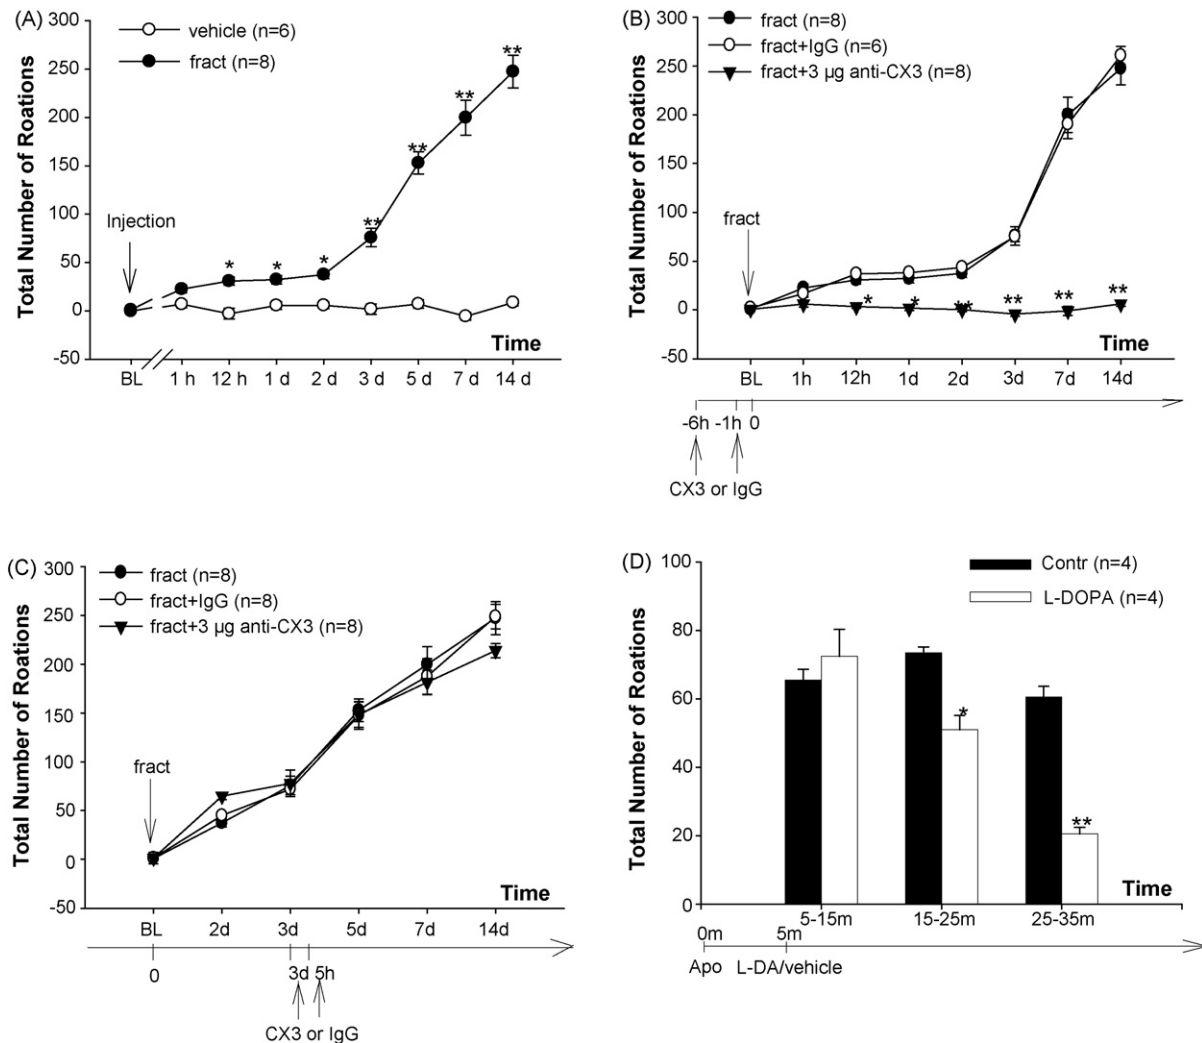 (A)
Total Number of Roations
300
250
200
150
100
50
0
-50
vehicle (n=6)
fract (n=8)
Injection
* * * ** ** ** **
Time
BL 1 h 12 h 1 d 2 d 3 d 5 d 7 d 14 d
(B)
Total Number of Roations
300
250
200
150
100
50
0
-50
fract (n=8)
fract+IgG (n=6)
fract+3 µg anti-CX3 (n=8)
fract
* * ** ** ** **
Time
BL 1h 12h 1d 2d 3d 7d 14d
-6h -1h 0
CX3 or IgG
(C)
Total Number of Roations
300
250
200
150
100
50
0
-50
fract (n=8)
fract+IgG (n=8)
fract+3 µg anti-CX3 (n=8)
fract
Time
BL 2d 3d 5d 7d 14d
0 3d 5h
CX3 or IgG
(D)
Total Number of Roations
100
80
60
40
20
0
Contr (n=4)
L-DOPA (n=4)
*
**
Time
5-15m 15-25m 25-35m
0m 5m
Apo L-DA/vehicle